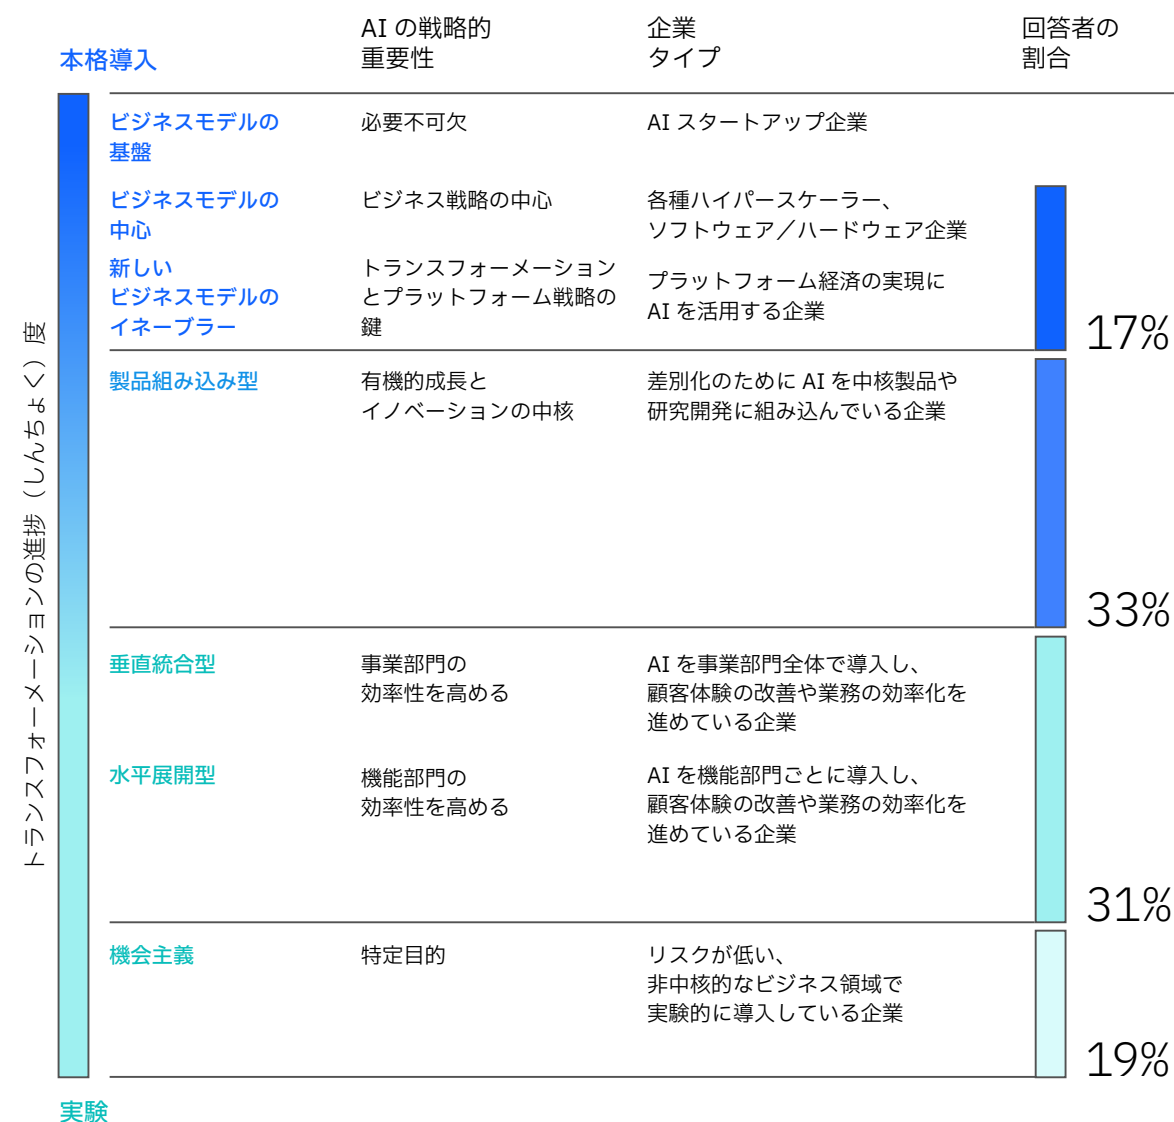 本格導入
AI の戦略的
重要性
企業
タイプ
回答者の
割合
トランスフォーメーションの進捗（しんちょく）度
ビジネスモデルの
基盤
必要不可欠
AI スタートアップ企業
ビジネスモデルの
中心
ビジネス戦略の中心
各種ハイパースケーラー、
ソフトウェア／ハードウェア企業
新しい
ビジネスモデルの
イネーブラー
トランスフォーメーション
とプラットフォーム戦略の
鍵
プラットフォーム経済の実現に
AI を活用する企業
17%
製品組み込み型
有機的成長と
イノベーションの中核
差別化のために AI を中核製品や
研究開発に組み込んでいる企業
33%
垂直統合型
事業部門の
効率性を高める
AI を事業部門全体で導入し、
顧客体験の改善や業務の効率化を
進めている企業
水平展開型
機能部門の
効率性を高める
AI を機能部門ごとに導入し、
顧客体験の改善や業務の効率化を
進めている企業
31%
機会主義
特定目的
リスクが低い、
非中核的なビジネス領域で
実験的に導入している企業
19%
実験